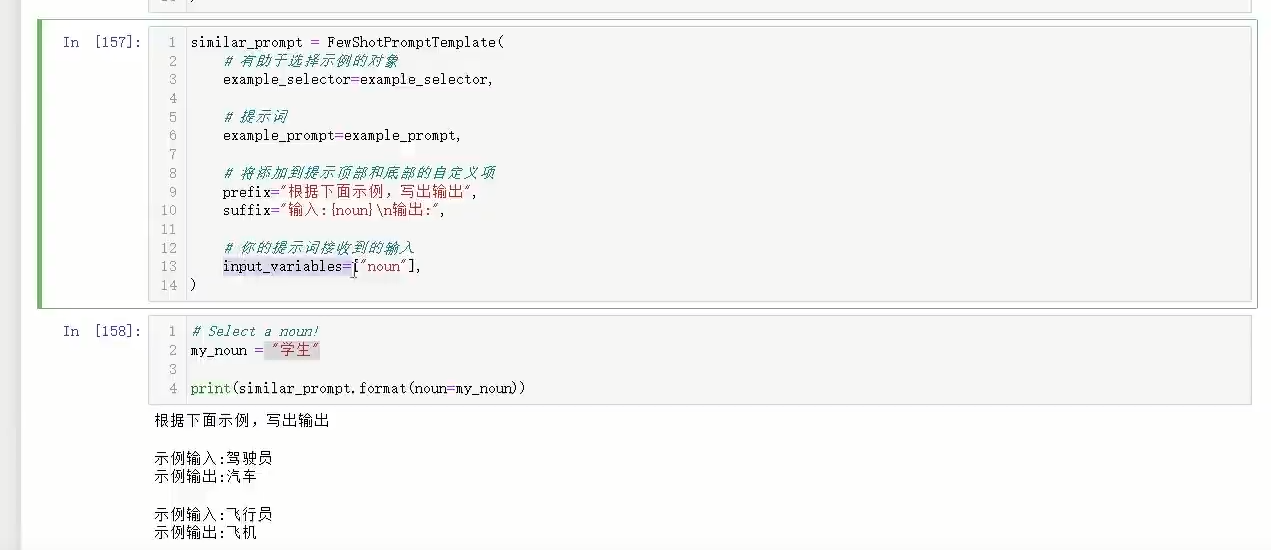 In [157]:
1 similar_prompt = FewShotPromptTemplate(
2 # 有助于选择示例的对象
3 example_selector=example_selector,
4
5 # 提示词
6 example_prompt=example_prompt,
7
8 # 将添加到提示顶部和底部的自定义项
9 prefix="根据下面示例，写出输出",
10 suffix="输入:{noun}\n输出:",
11
12 # 你的提示词接收到的输入
13 input_variables=["noun"],
14 )
In [158]:
1 # Select a noun!
2 my_noun = "学生"
3
4 print(similar_prompt.format(noun=my_noun))
根据下面示例，写出输出
示例输入:驾驶员
示例输出:汽车
示例输入:飞行员
示例输出:飞机